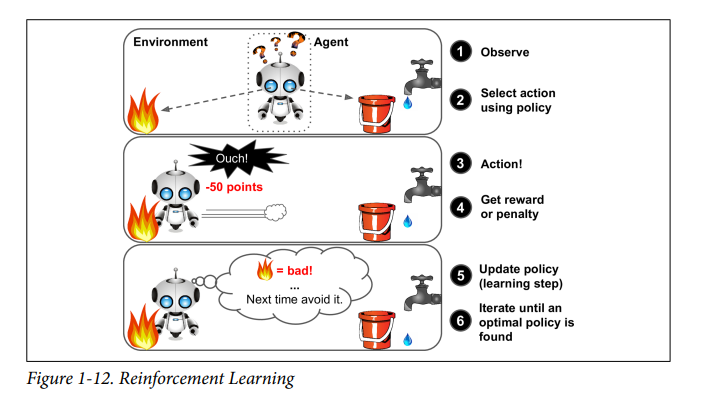 Environment
Agent
? ? ?
1 Observe
2 Select action
using policy
Ouch!
-50 points
3 Action!
4 Get reward
or penalty
= bad!
...
Next time avoid it.
5 Update policy
(learning step)
6 Iterate until an
optimal policy is
found
Figure 1-12. Reinforcement Learning